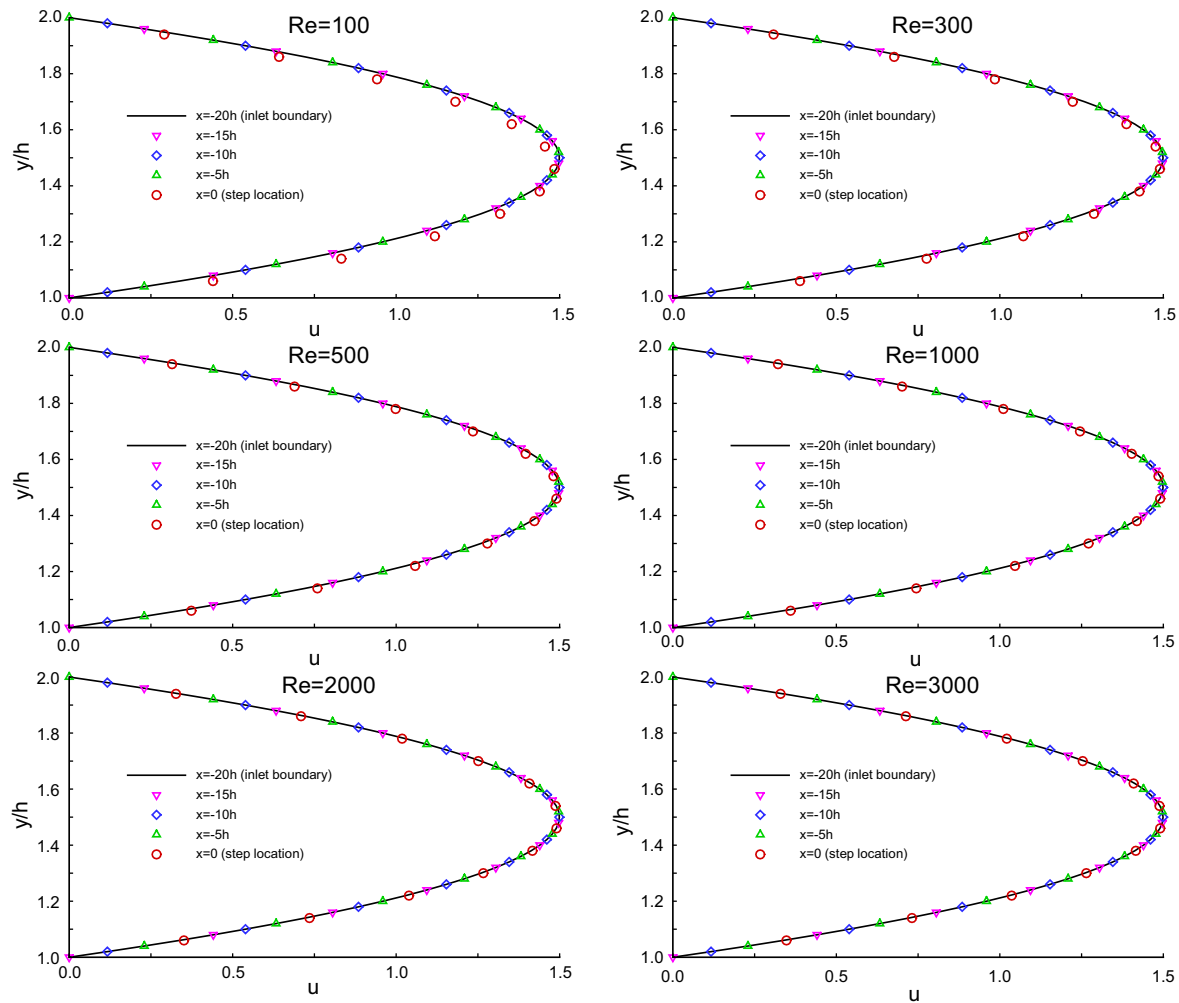 Re=100
2.0
1.8
1.6
1.4
1.2
1.0
y/h
x=-20h (inlet boundary)
x=-15h
x=-10h
x=-5h
x=0 (step location)
0.0 0.5 1.0 1.5
u
Re=300
2.0
1.8
1.6
1.4
1.2
1.0
y/h
x=-20h (inlet boundary)
x=-15h
x=-10h
x=-5h
x=0 (step location)
0.0 0.5 1.0 1.5
u
Re=500
2.0
1.8
1.6
1.4
1.2
1.0
y/h
x=-20h (inlet boundary)
x=-15h
x=-10h
x=-5h
x=0 (step location)
0.0 0.5 1.0 1.5
u
Re=1000
2.0
1.8
1.6
1.4
1.2
1.0
y/h
x=-20h (inlet boundary)
x=-15h
x=-10h
x=-5h
x=0 (step location)
0.0 0.5 1.0 1.5
u
Re=2000
2.0
1.8
1.6
1.4
1.2
1.0
y/h
x=-20h (inlet boundary)
x=-15h
x=-10h
x=-5h
x=0 (step location)
0.0 0.5 1.0 1.5
u
Re=3000
2.0
1.8
1.6
1.4
1.2
1.0
y/h
x=-20h (inlet boundary)
x=-15h
x=-10h
x=-5h
x=0 (step location)
0.0 0.5 1.0 1.5
u